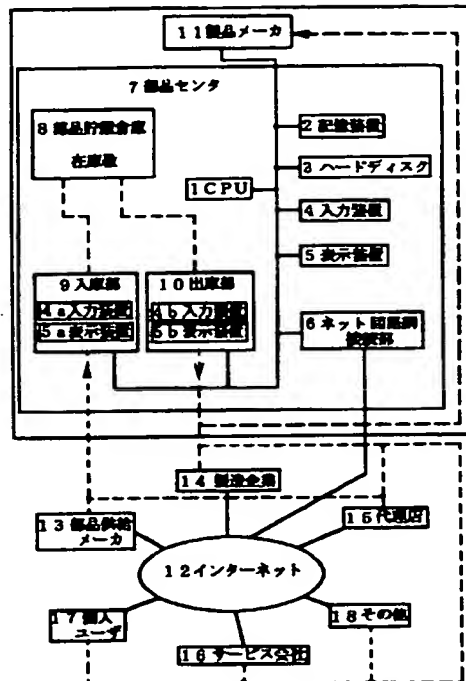 11製品メーカ
7部品センタ
8部品貯蔵倉庫
在庫数
2記憶装置
3ハードディスク
1CPU
4入力装置
5表示装置
9入庫部
4a入力装置
5a表示装置
10出庫部
4b入力装置
5b表示装置
6ネット回路網
接続部
14製造企業
13部品供給
メーカ
15代理店
12インターネット
17個人
ユーザ
18その他
16サービス会社